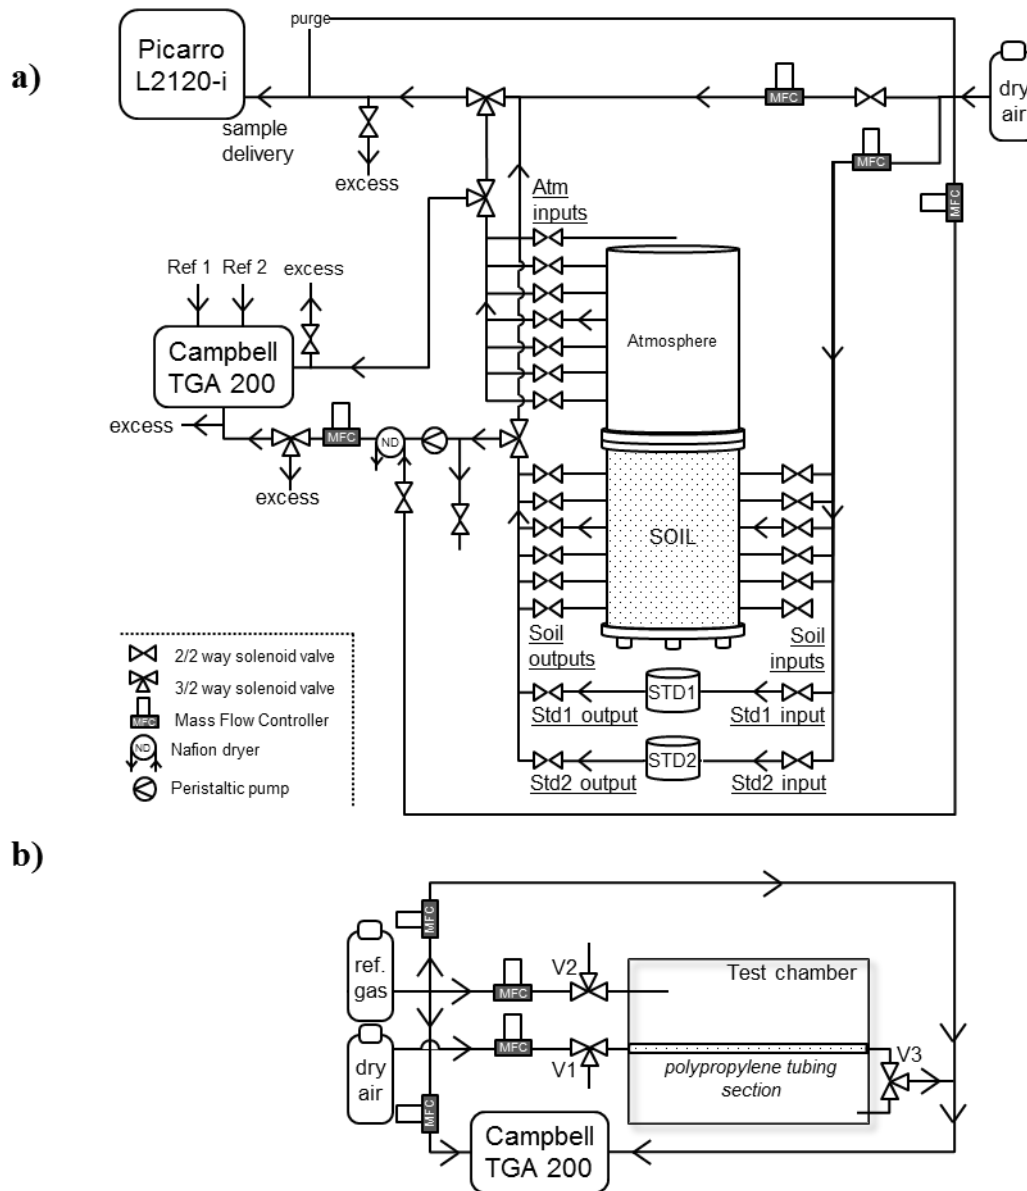 a)
purge
Picarro
L2120-i
sample
delivery
excess
MFC
dry
air
MFC
MFC
Atm
inputs
Ref 1
Ref 2
excess
Campbell
TGA 200
Atmosphere
excess
MFC
ND
excess
SOIL
Soil
outputs
Soil
inputs
STD1
Std1 output
Std1 input
STD2
Std2 output
Std2 input
2/2 way solenoid valve
3/2 way solenoid valve
MFC
Mass Flow Controller
ND
Nafion dryer
Peristaltic pump
b)
MFC
ref.
gas
MFC
V2
Test chamber
dry
air
MFC
V1
polypropylene tubing
section
V3
MFC
Campbell
TGA 200